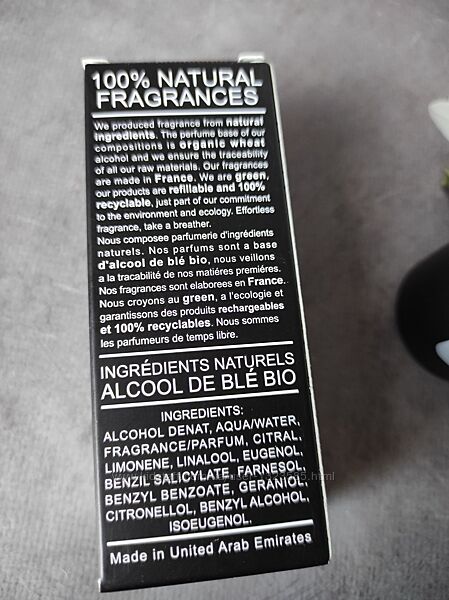 100% NATURAL
FRAGRANCES
We produced fragrance from natural
ingredients. The perfume base of our
compositions is organic wheat
alcohol and we ensure the traceability
of all our raw materials. Our fragrances
are made in France. We are green,
our products are refillable and 100%
recyclable, just part of our commitment
to the environment and ecology. Effortless
fragrance, take a breather.
Nous composee parfumerie d'ingrédients
naturels. Nos parfums sont a base
d'alcool de blé bio, nous veillons
a la tracabilité de nos matiéres premiéres.
Nos fragrances sont elaborees en France.
Nous croyons au green, a l'ecologie et
garantissons des produits rechargeables
et 100% recyclables. Nous sommes
les parfumeurs de temps libre.
INGRÉDIENTS NATURELS
ALCOOL DE BLÉ BIO
INGREDIENTS:
ALCOHOL DENAT, AQUA/WATER,
FRAGRANCE/PARFUM, CITRAL,
LIMONENE, LINALOOL, EUGENOL
BENZYL SALICYLATE, FARNESOL,
BENZYL BENZOATE, GERANIOL,
CITRONELLOL, BENZYL ALCOHOL,
ISOEUGENOL.
Made in United Arab Emirates